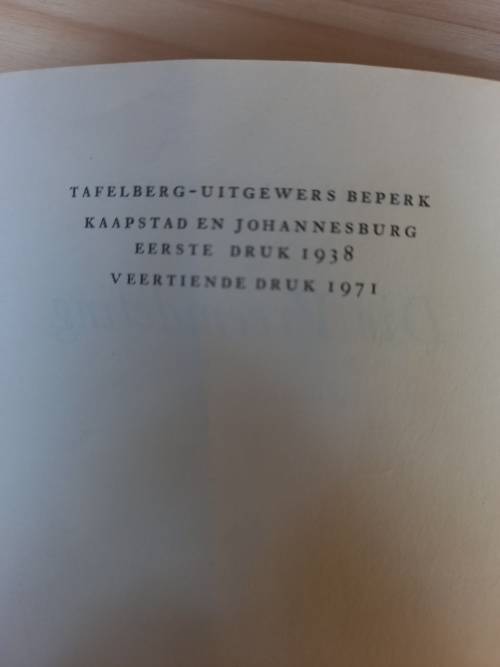 TAFELBERG-UITGEWERS BEPERK
KAAPSTAD EN JOHANNESBURG
EERSTE DRUK 1938
VEERTIENDE DRUK 1971